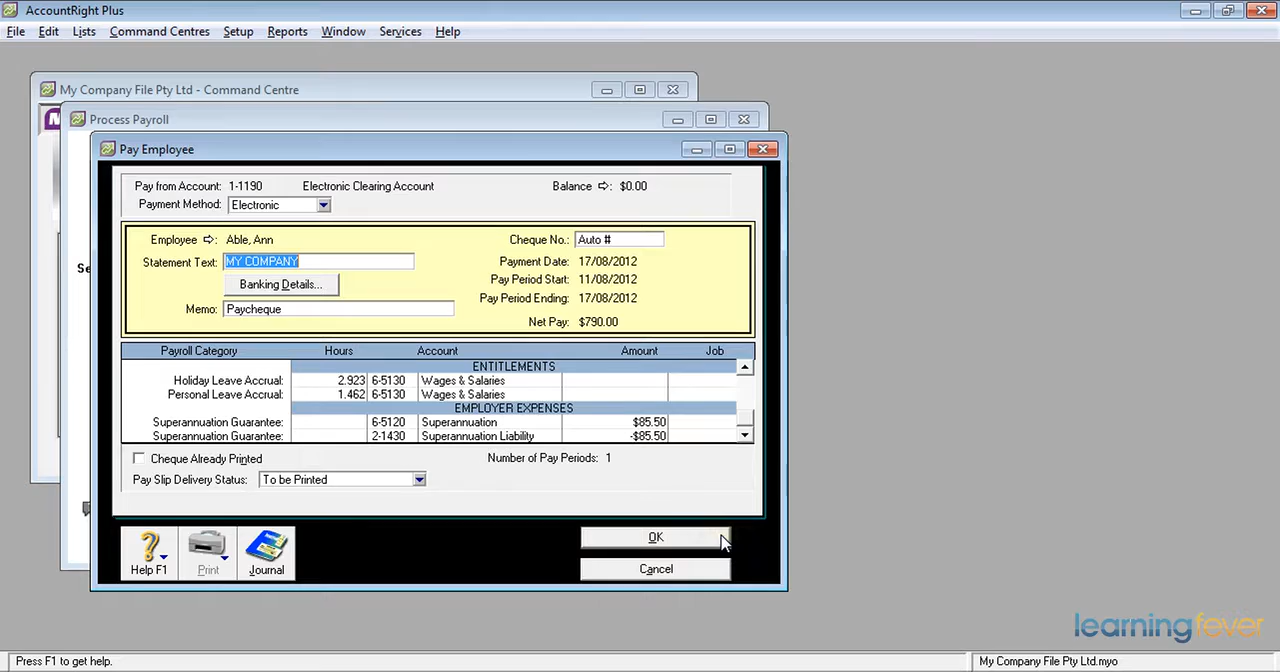 AccountRight Plus
File Edit Lists Command Centres Setup Reports Window Services Help
My Company File Pty Ltd - Command Centre
Process Payroll
Pay Employee
Pay from Account: 1-1190 Electronic Clearing Account Balance ⇨: $0.00
Payment Method: Electronic
Employee ⇨: Able, Ann Cheque No.: Auto #
Statement Text: MY COMPANY Payment Date: 17/08/2012
Banking Details... Pay Period Start: 11/08/2012
Pay Period Ending: 17/08/2012
Memo: Paycheque
Net Pay: $790.00
Payroll Category Hours Account Amount Job
ENTITLEMENTS
Holiday Leave Accrual: 2.923 6-5130 Wages & Salaries
Personal Leave Accrual: 1.462 6-5130 Wages & Salaries
EMPLOYER EXPENSES
Superannuation Guarantee: 6-5120 Superannuation $85.50
Superannuation Guarantee: 2-1430 Superannuation Liability -$85.50
Cheque Already Printed Number of Pay Periods: 1
Pay Slip Delivery Status: To be Printed
OK
Help F1 Print Journal Cancel
learningfever
Press F1 to get help. My Company File Pty Ltd.myo